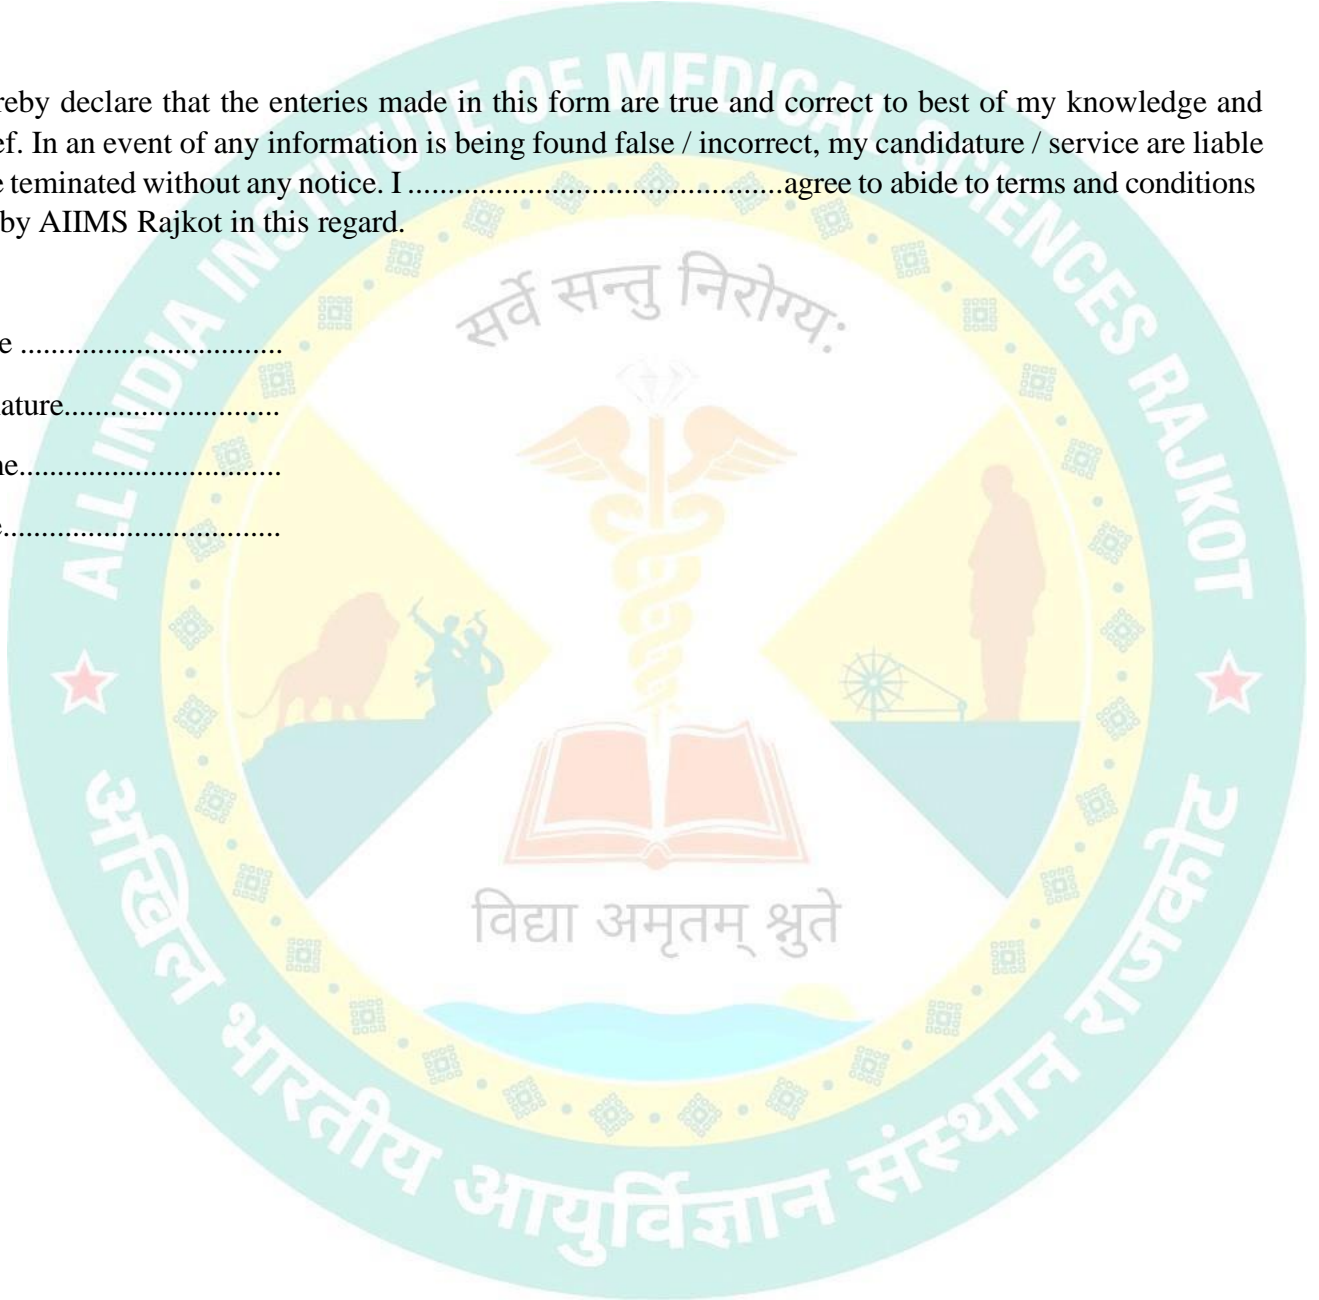 reby declare that the enteries made in this form are true and correct to best of my knowledge and
ef. In an event of any information is being found false / incorrect, my candidature / service are liable
e teminated without any notice. I ................................................agree to abide to terms and conditions
by AIIMS Rajkot in this regard.
e ..................................
ature............................
ne..................................
e....................................
ALL INDIA INSTITUTE OF MEDICAL SCIENCES RAJKOT
सर्वे सन्तु निरोग्य:
विद्या अमृतम् श्नुते
अखिल भारतीय आयुर्विज्ञान संस्थान राजकोट